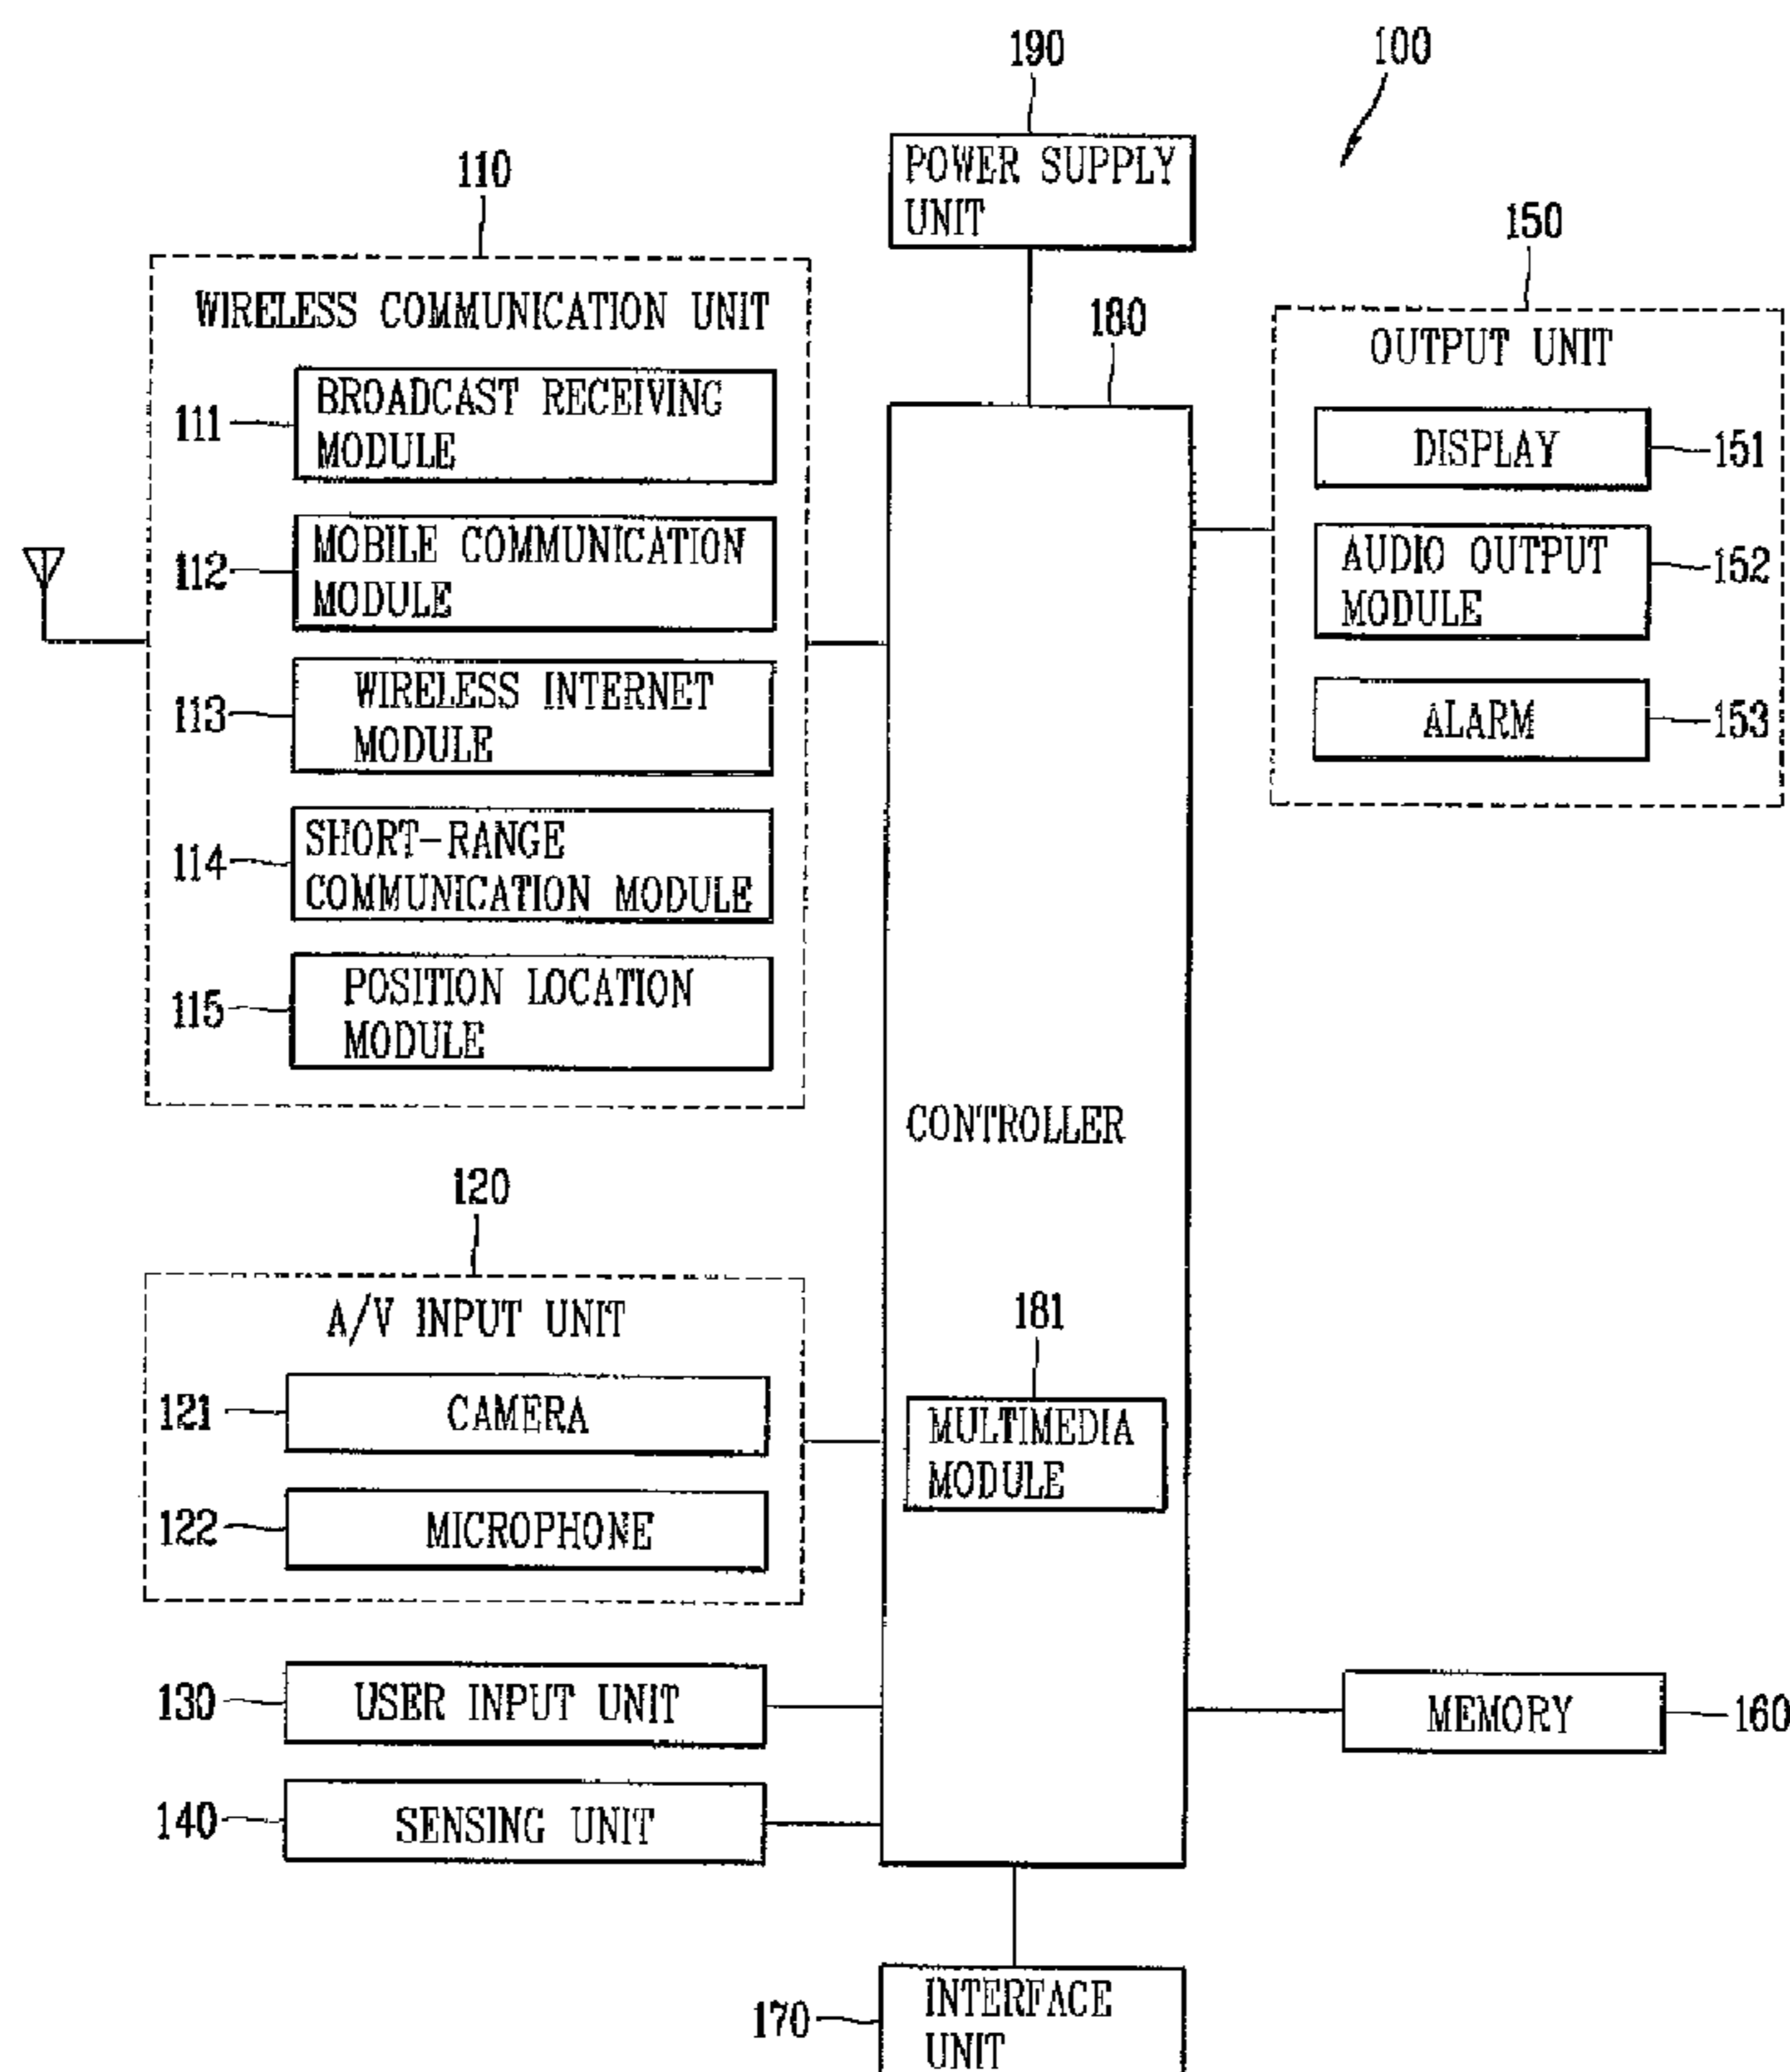 190
100
POWER SUPPLY
UNIT
110
WIRELESS COMMUNICATION UNIT
111
BROADCAST RECEIVING
MODULE
112
MOBILE COMMUNICATION
MODULE
113
WIRELESS INTERNET
MODULE
114
SHORT-RANGE
COMMUNICATION MODULE
115
POSITION LOCATION
MODULE
180
CONTROLLER
181
MULTIMEDIA
MODULE
150
OUTPUT UNIT
DISPLAY
151
AUDIO OUTPUT
MODULE
152
ALARM
153
120
A/V INPUT UNIT
121
CAMERA
122
MICROPHONE
130
USER INPUT UNIT
140
SENSING UNIT
MEMORY
160
170
INTERFACE
UNIT